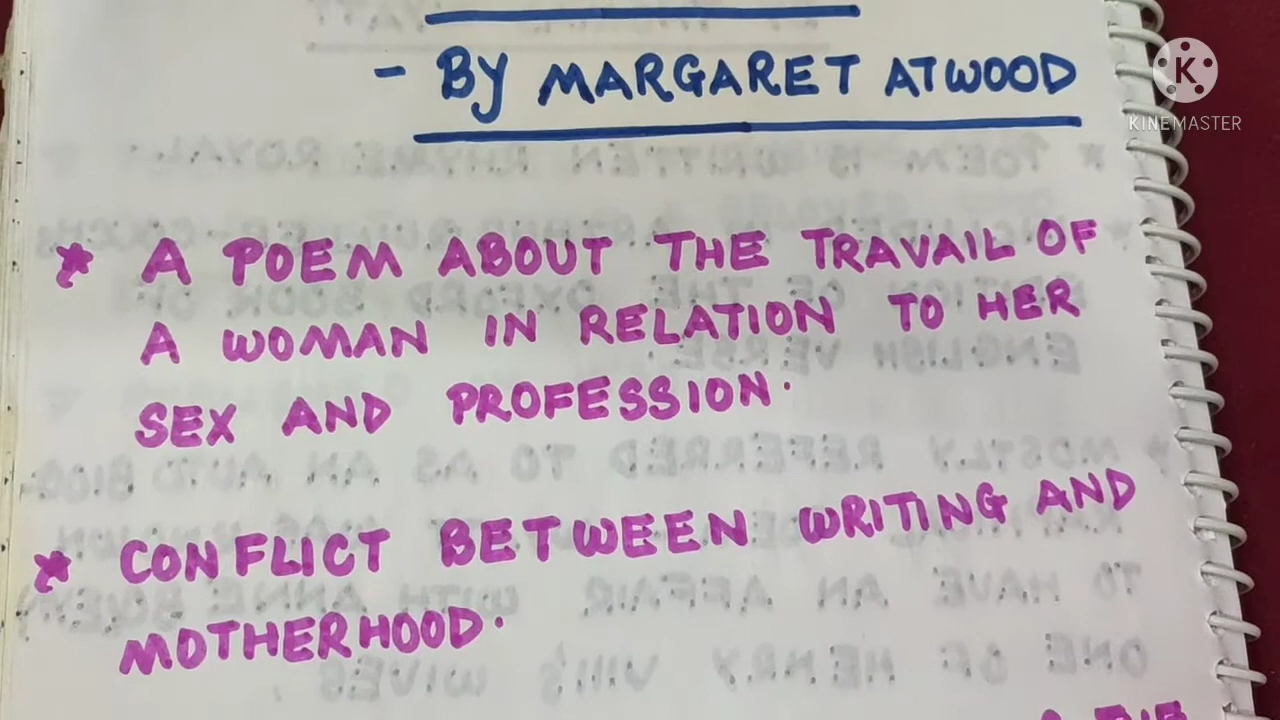 - BY MARGARET ATWOOD
K
KINEMASTER
* A POEM ABOUT THE TRAVAIL OF
A WOMAN IN RELATION TO HER
SEX AND PROFESSION.
* CONFLICT BETWEEN WRITING AND
MOTHERHOOD.